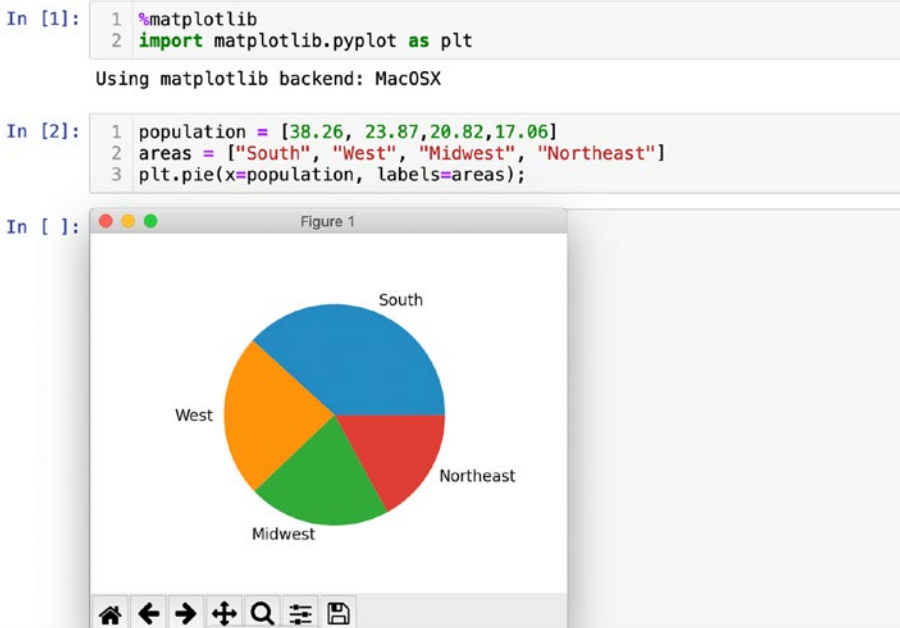 In [1]:
1 %matplotlib
2 import matplotlib.pyplot as plt
Using matplotlib backend: MacOSX
In [2]:
1 population = [38.26, 23.87,20.82,17.06]
2 areas = ["South", "West", "Midwest", "Northeast"]
3 plt.pie(x=population, labels=areas);
In [ ]:
Figure 1
South
West
Northeast
Midwest